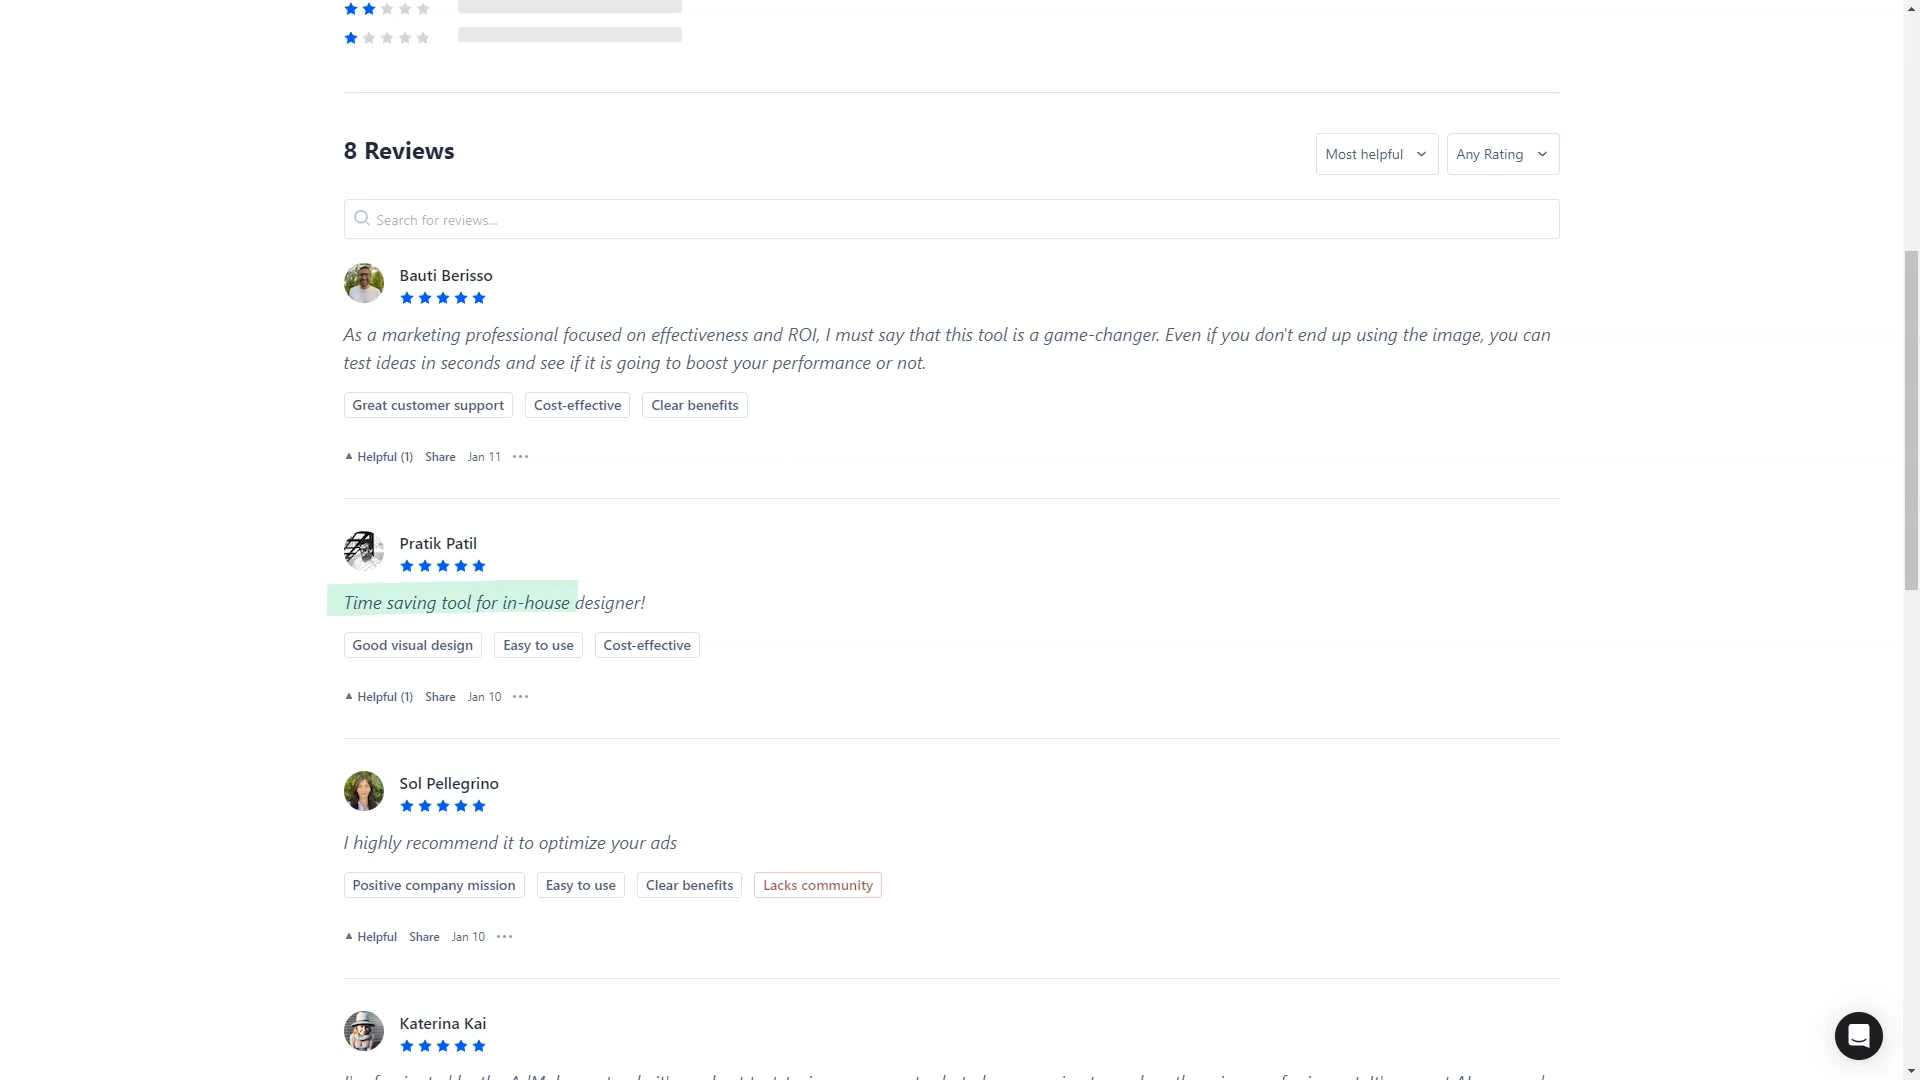 8 Reviews
Most helpful
Any Rating
Search for reviews...
Bauti Berisso
As a marketing professional focused on effectiveness and ROI, I must say that this tool is a game-changer. Even if you don't end up using the image, you can
test ideas in seconds and see if it is going to boost your performance or not.
Great customer support Cost-effective Clear benefits
▲ Helpful (1) Share Jan 11 •••
Pratik Patil
Time saving tool for in-house designer!
Good visual design Easy to use Cost-effective
▲ Helpful (1) Share Jan 10 •••
Sol Pellegrino
I highly recommend it to optimize your ads
Positive company mission Easy to use Clear benefits Lacks community
▲ Helpful Share Jan 10 •••
Katerina Kai